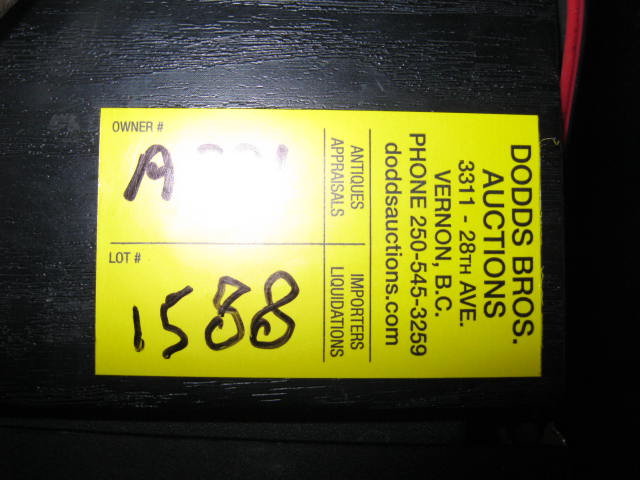 OWNER #
A
LOT #
1588
DODDS BROS.
AUCTIONS
3311 - 28TH AVE.
VERNON, B.C.
PHONE 250-545-3259
doddsauctions.com
ANTIQUES
APPRAISALS
IMPORTERS
LIQUIDATIONS